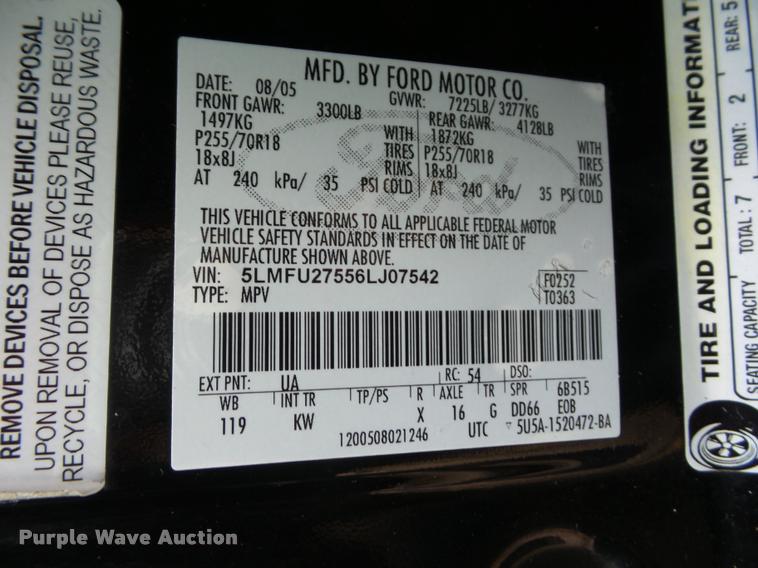 REMOVE DEVICES BEFORE VEHICLE DISPOSAL.
UPON REMOVAL OF DEVICES PLEASE REUSE,
RECYCLE, OR DISPOSE AS HAZARDOUS WASTE.
MFD. BY FORD MOTOR CO.
DATE: 08/05 GVWR: 7225LB/ 3277KG
FRONT GAWR: 3300LB REAR GAWR: 4128LB
1497KG WITH 1872KG WITH
P255/70R18 TIRES P255/70R18 TIRES
18x8J RIMS 18x8J RIMS
AT 240 kPa/ 35 PSI COLD AT 240 kPa/ 35 PSI COLD
Ford
THIS VEHICLE CONFORMS TO ALL APPLICABLE FEDERAL MOTOR
VEHICLE SAFETY STANDARDS IN EFFECT ON THE DATE OF
MANUFACTURE SHOWN ABOVE.
VIN: 5LMFU27556LJ07542 F0252
TYPE: MPV T0363
EXT PNT: UA RC: 54 DSO:
WB INT TR TP/PS R AXLE TR SPR 6B515
119 KW X 16 G DD66 E0B
1200508021246 UTC 5U5A-1520472-BA
TIRE AND LOADING INFORMAT
SEATING CAPACITY TOTAL: 7 FRONT: 2 REAR: 5
Purple Wave Auction